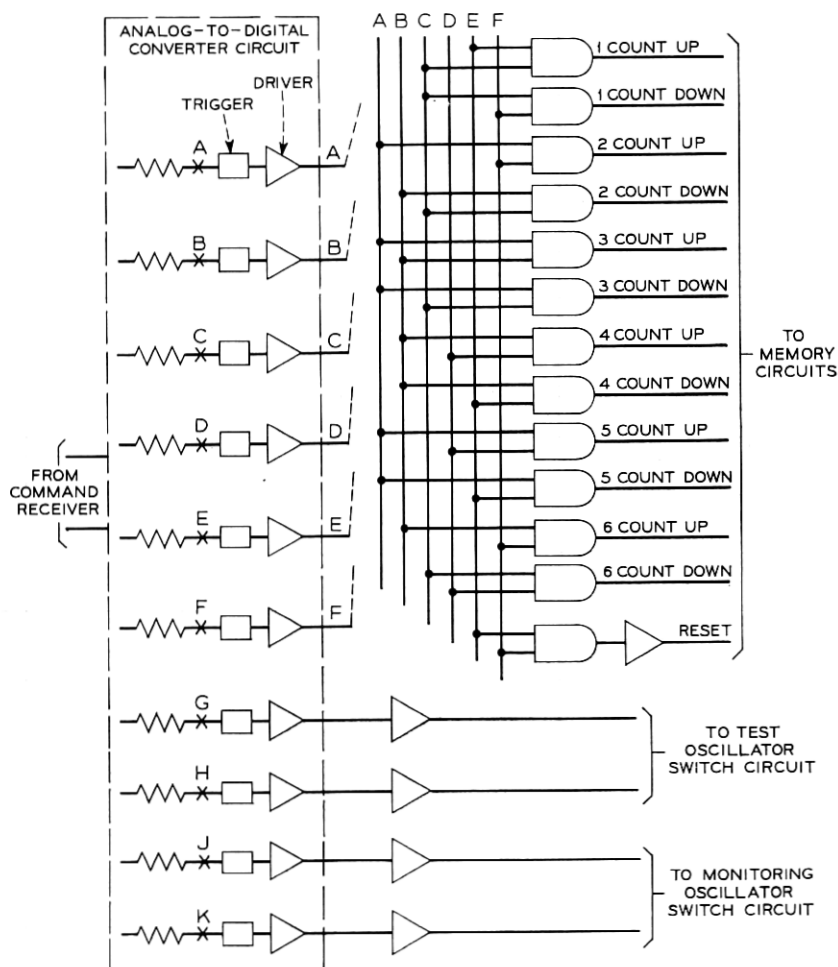 ANALOG-TO-DIGITAL
CONVERTER CIRCUIT
DRIVER
TRIGGER
A B C D E F
1 COUNT UP
1 COUNT DOWN
A A
2 COUNT UP
2 COUNT DOWN
B B
3 COUNT UP
3 COUNT DOWN
C C
4 COUNT UP
4 COUNT DOWN
TO
MEMORY
CIRCUITS
D D
5 COUNT UP
FROM
COMMAND
RECEIVER
5 COUNT DOWN
E E
6 COUNT UP
6 COUNT DOWN
F F
RESET
G
H
TO TEST
OSCILLATOR
SWITCH CIRCUIT
J
K
TO MONITORING
OSCILLATOR
SWITCH CIRCUIT